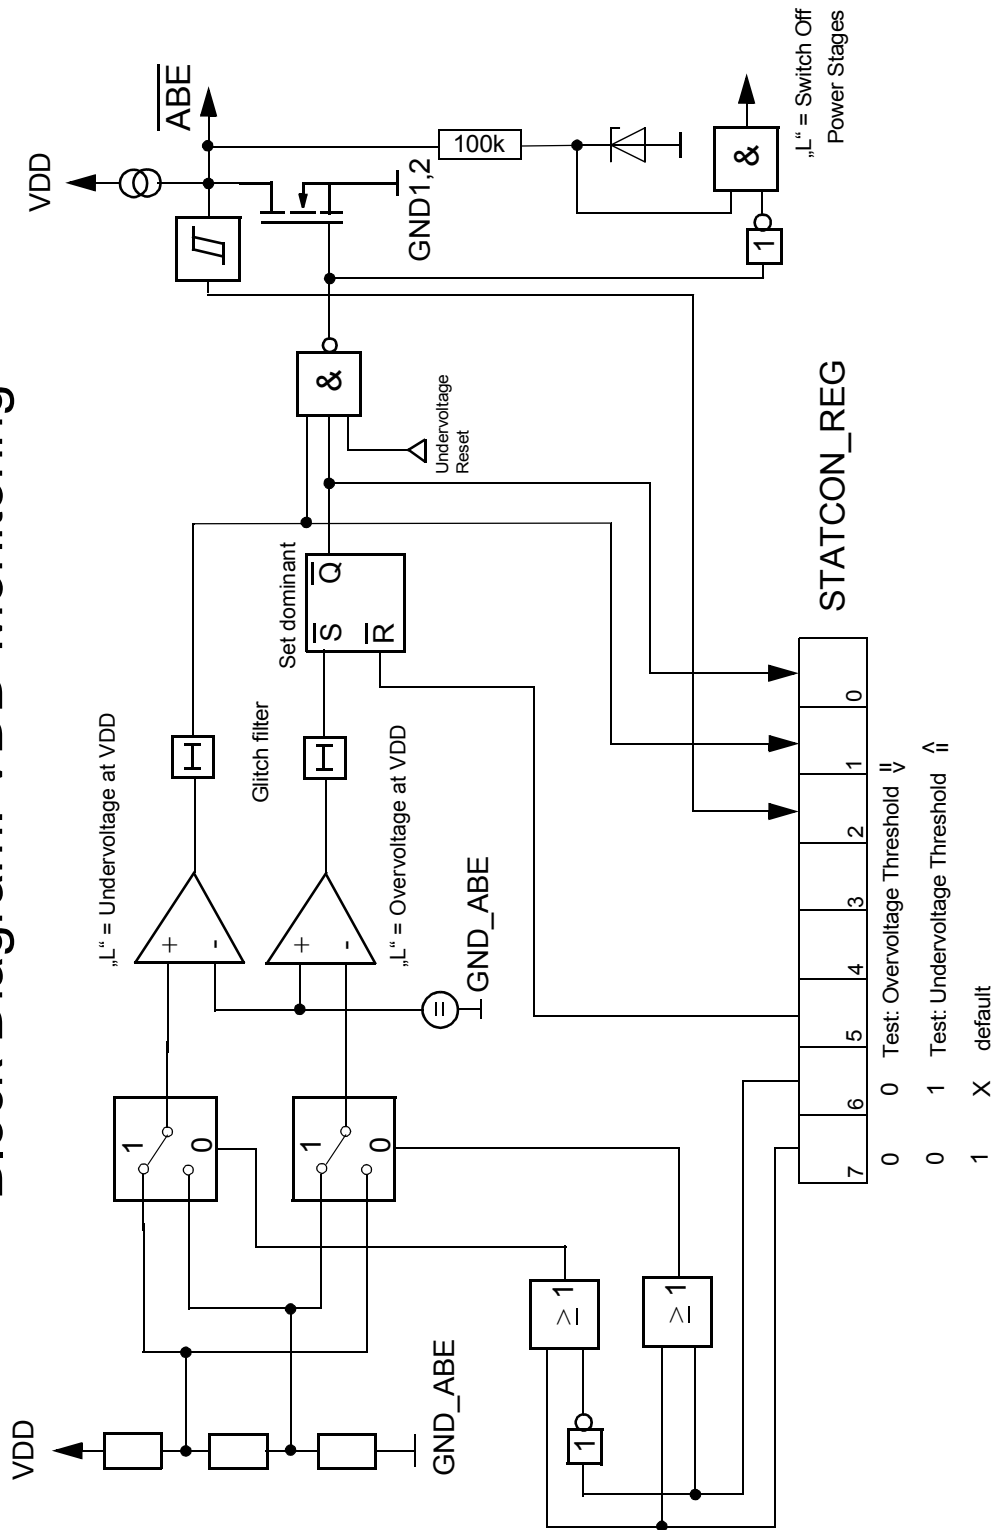 Block Diagram VDD-Monitoring
VDD
VDD
ABE
„L“ = Undervoltage at VDD
+
-
1
0
I
Glitch filter
Set dominant
S
Q
R
&
Undervoltage
Reset
GND1,2
100k
1
&
„L“ = Switch Off
Power Stages
+
-
1
0
I
„L“ = Overvoltage at VDD
=
GND_ABE
GND_ABE
1
≥ 1
≥ 1
STATCON_REG
7 6 5 4 3 2 1 0
0 0 Test: Overvoltage Threshold
0 1 Test: Undervoltage Threshold
1 X default